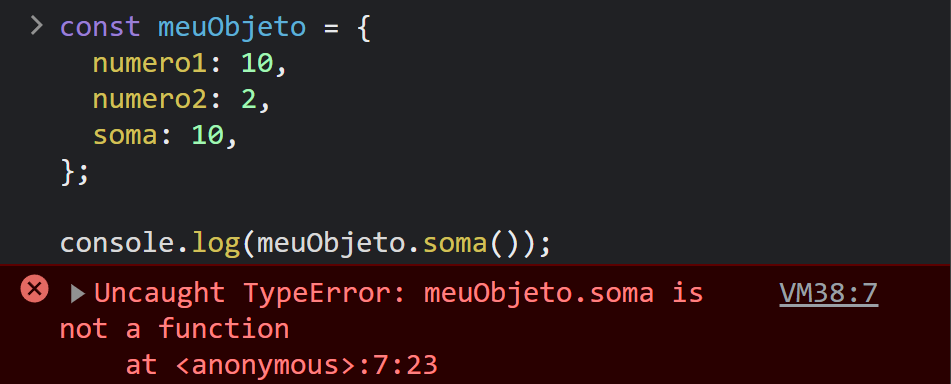 const meuObjeto = {
  numero1: 10,
  numero2: 2,
  soma: 10,
};

console.log(meuObjeto.soma());
Uncaught TypeError: meuObjeto.soma is VM38:7
not a function
    at <anonymous>:7:23